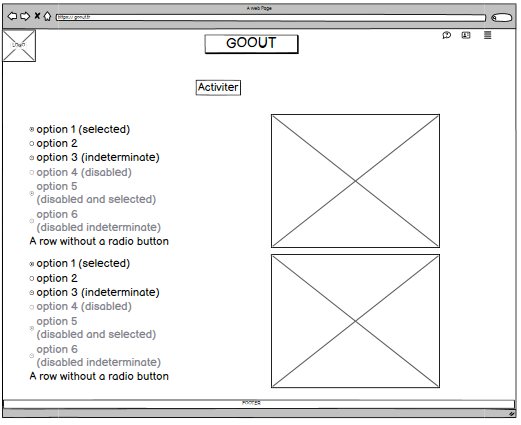 A Web Page
https://goout.fr
LOGO
GOOUT
Activiter
option 1 (selected)
option 2
option 3 (indeterminate)
option 4 (disabled)
option 5
(disabled and selected)
option 6
(disabled indeterminate)
A row without a radio button
option 1 (selected)
option 2
option 3 (indeterminate)
option 4 (disabled)
option 5
(disabled and selected)
option 6
(disabled indeterminate)
A row without a radio button
FOOTER